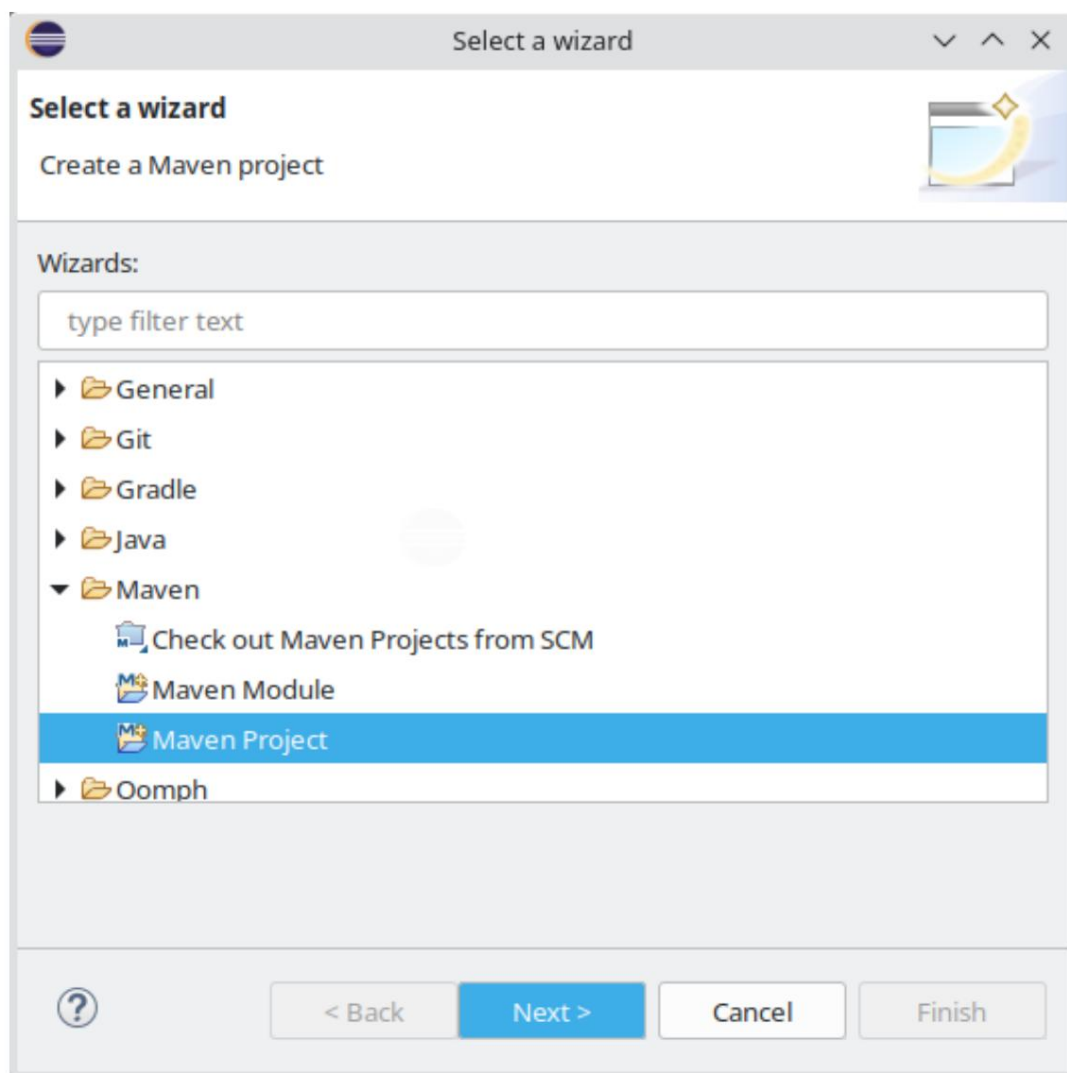 Select a wizard
Select a wizard
Create a Maven project
Wizards:
type filter text
General
Git
Gradle
Java
Maven
Check out Maven Projects from SCM
Maven Module
Maven Project
Oomph
? < Back Next > Cancel Finish